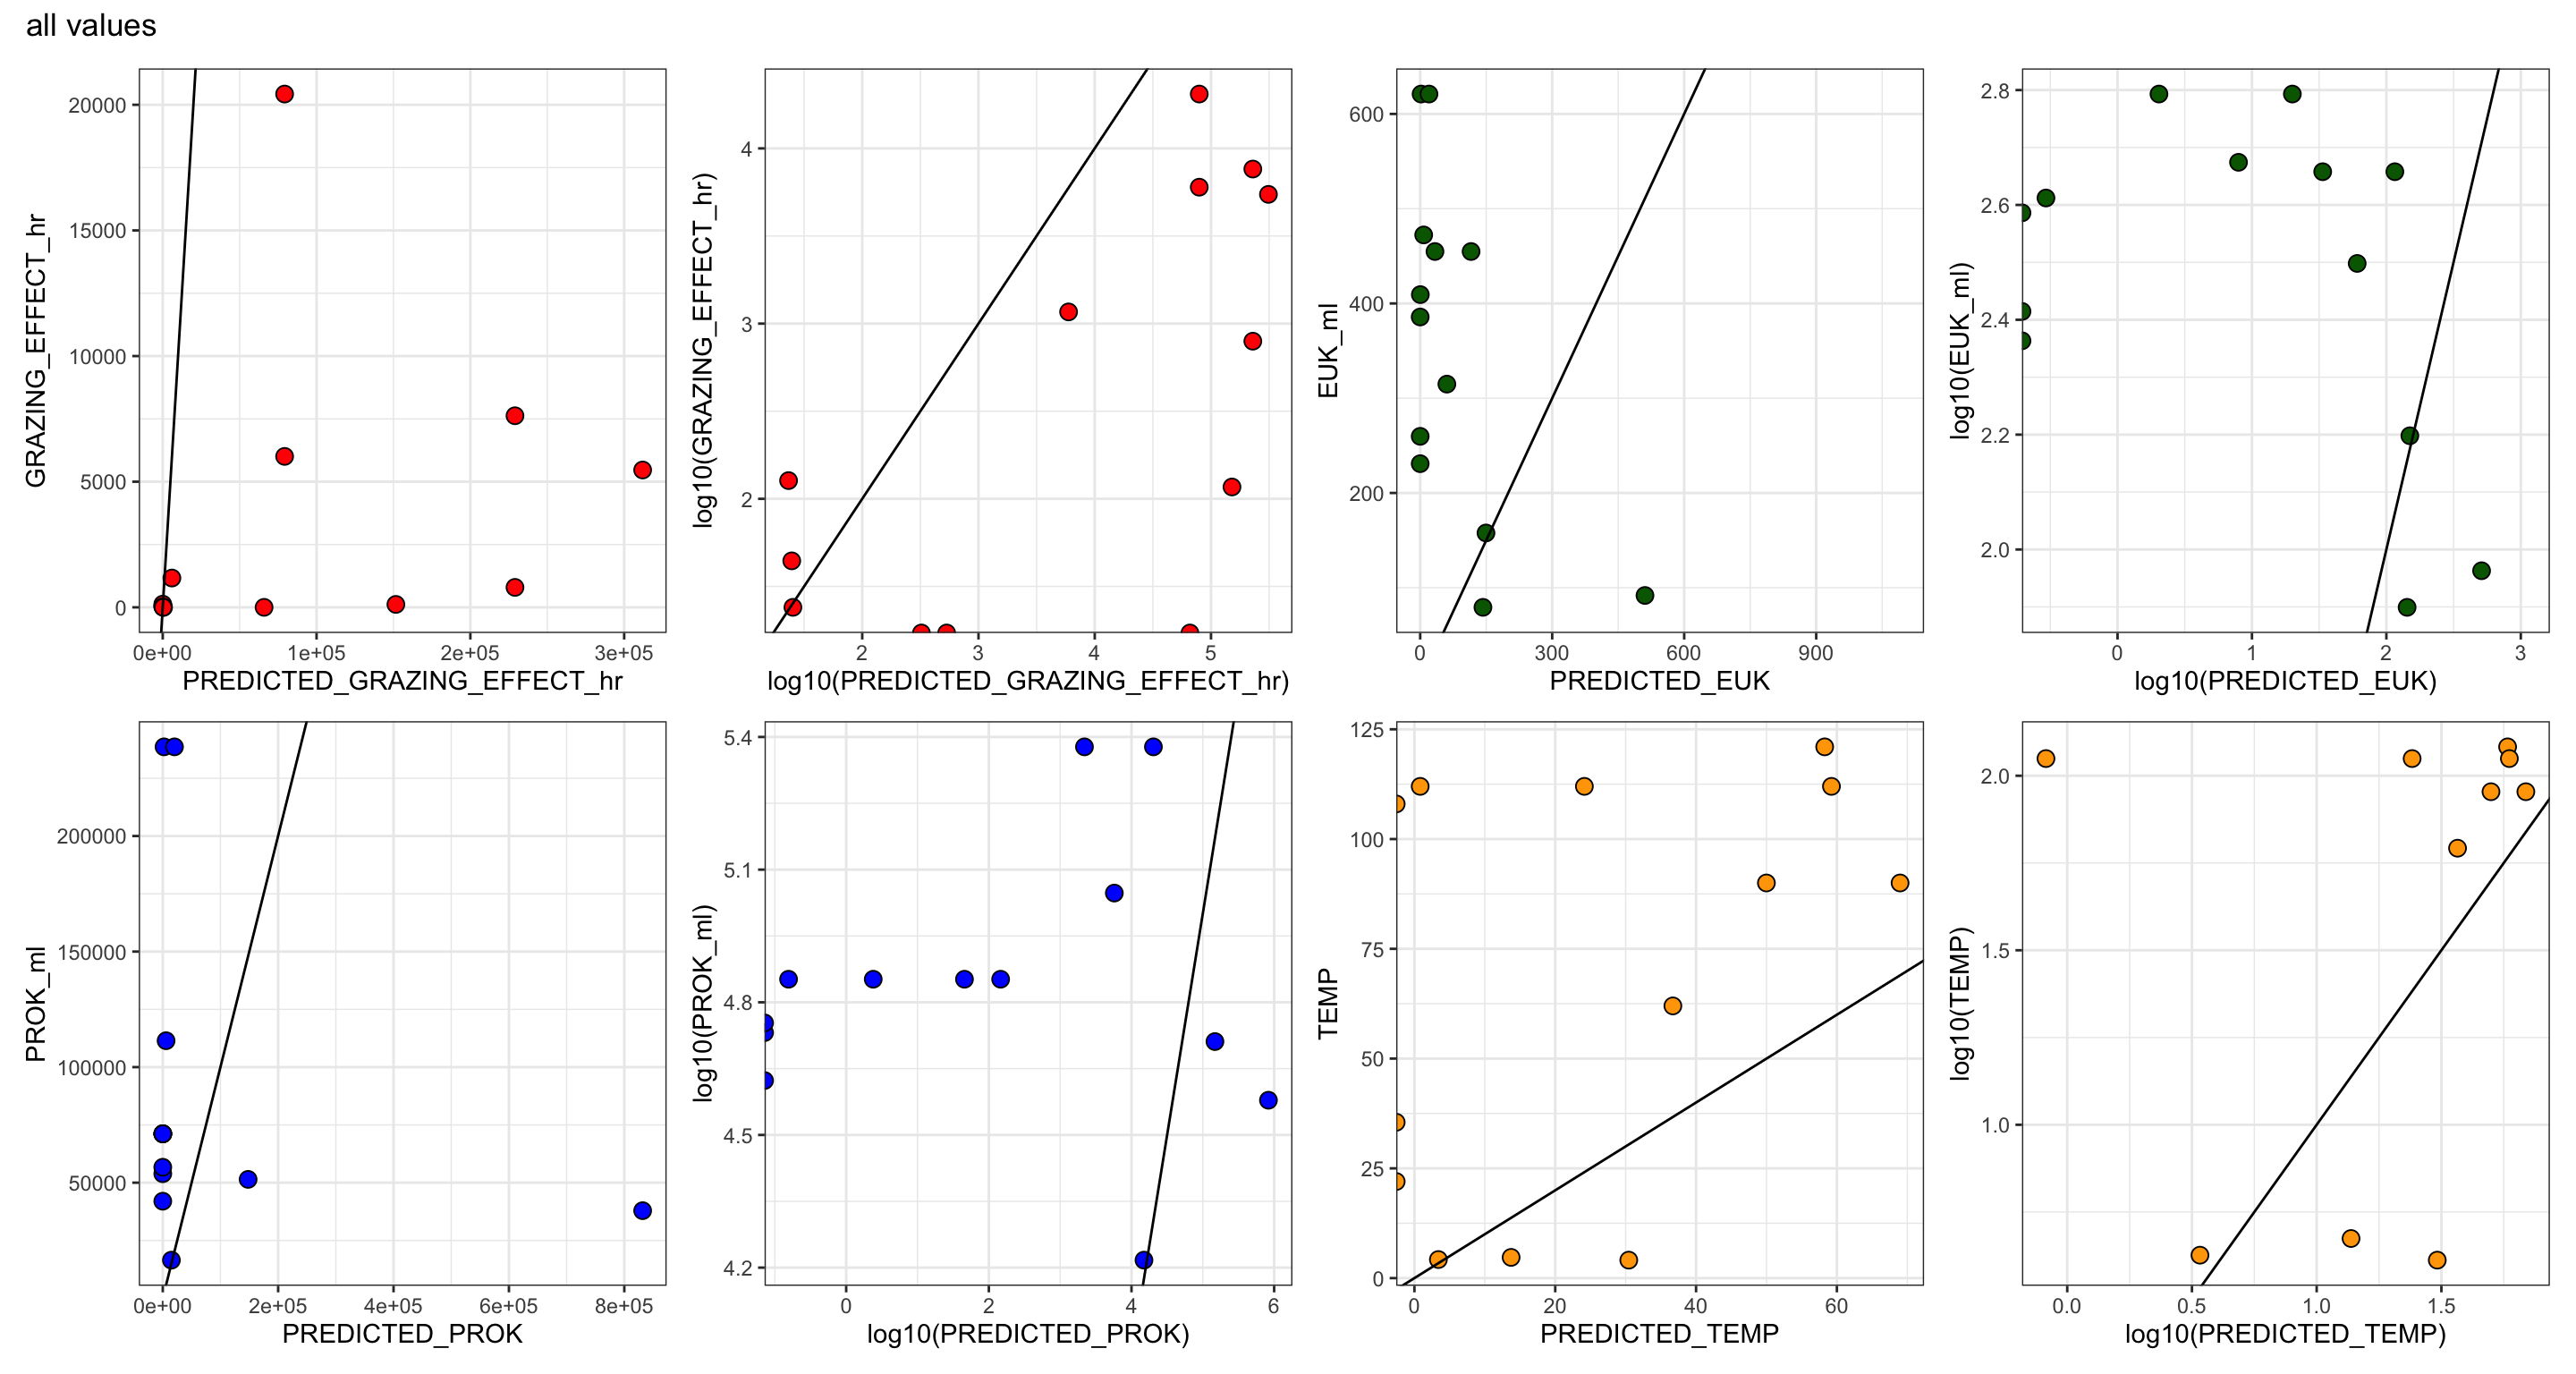 all values
GRAZING_EFFECT_hr
20000
15000
10000
5000
0
0e+00 1e+05 2e+05 3e+05
PREDICTED_GRAZING_EFFECT_hr
log10(GRAZING_EFFECT_hr)
4
3
2
2 3 4 5
log10(PREDICTED_GRAZING_EFFECT_hr)
EUK_ml
600
400
200
0 300 600 900
PREDICTED_EUK
log10(EUK_ml)
2.8
2.6
2.4
2.2
2.0
0 1 2 3
log10(PREDICTED_EUK)
PROK_ml
200000
150000
100000
50000
0e+00 2e+05 4e+05 6e+05 8e+05
PREDICTED_PROK
log10(PROK_ml)
5.4
5.1
4.8
4.5
4.2
0 2 4 6
log10(PREDICTED_PROK)
TEMP
125
100
75
50
25
0
0 20 40 60
PREDICTED_TEMP
log10(TEMP)
2.0
1.5
1.0
0.0 0.5 1.0 1.5
log10(PREDICTED_TEMP)